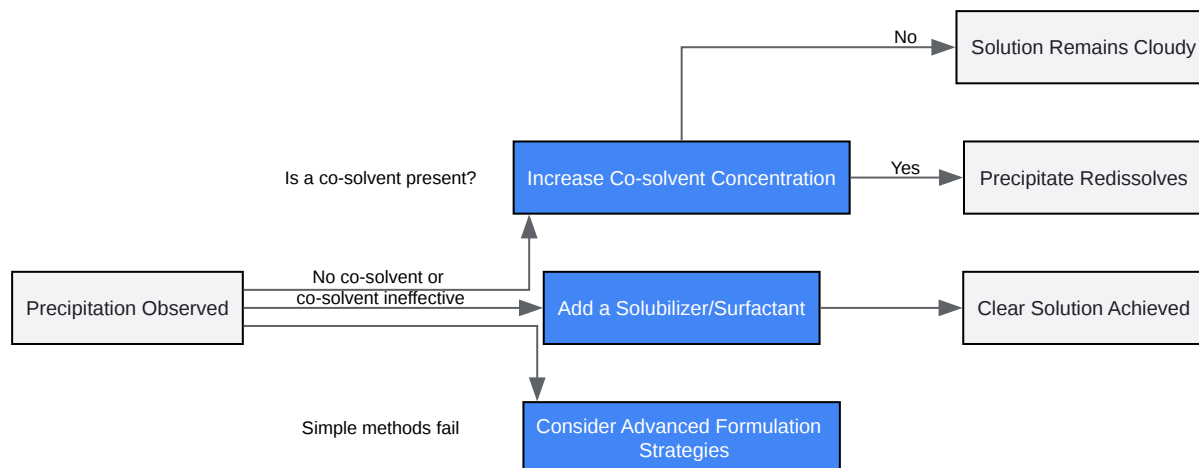 No
Solution Remains Cloudy
Is a co-solvent present?
Increase Co-solvent Concentration
Yes
Precipitate Redissolves
Precipitation Observed
No co-solvent or
co-solvent ineffective
Add a Solubilizer/Surfactant
Clear Solution Achieved
Simple methods fail
Consider Advanced Formulation
Strategies